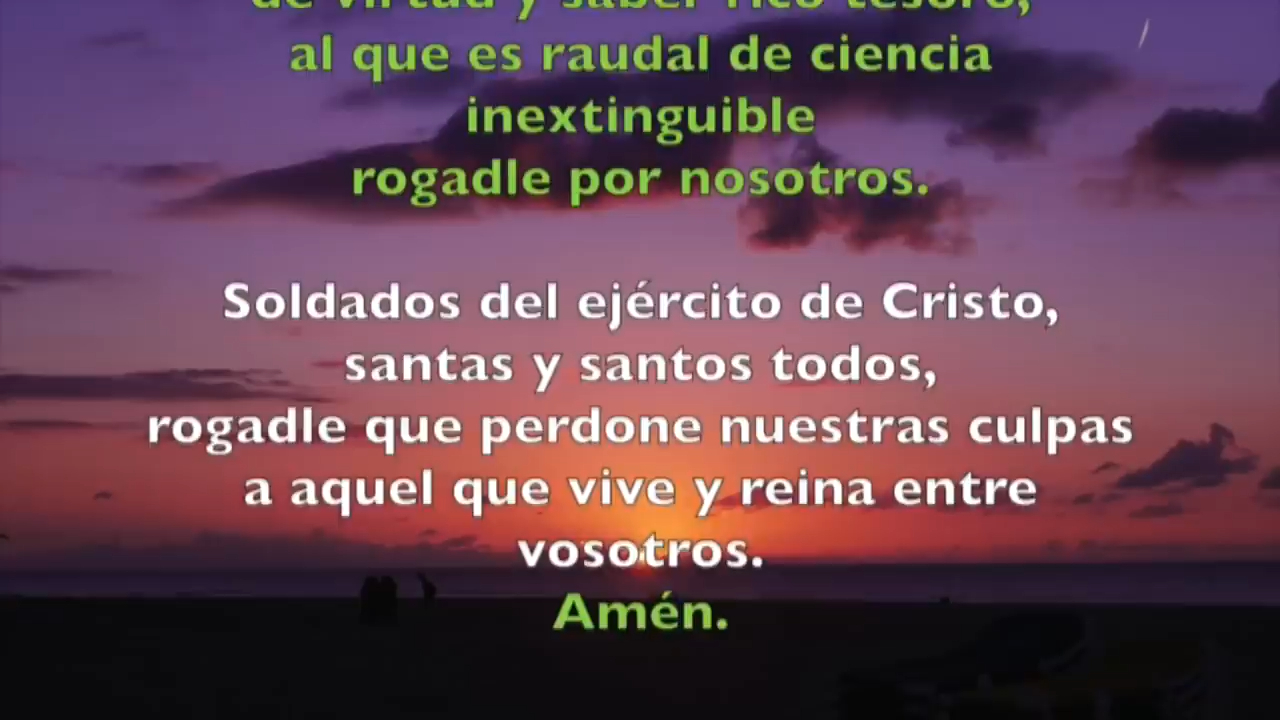 de virtud y saber rico tesoro,
al que es raudal de ciencia
inextinguible
rogadle por nosotros.
Soldados del ejército de Cristo,
santas y santos todos,
rogadle que perdone nuestras culpas
a aquel que vive y reina entre
vosotros.
Amén.